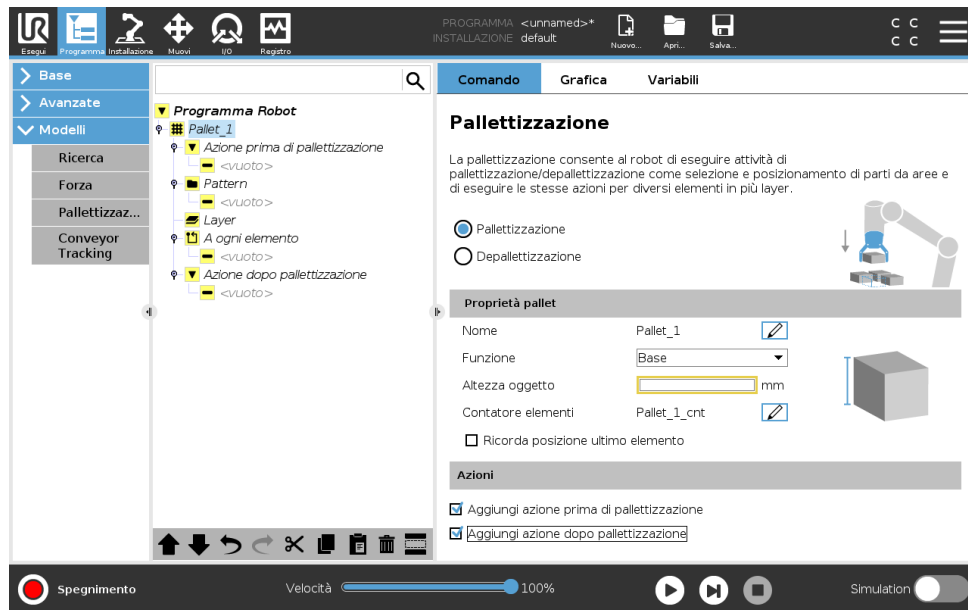 PROGRAMMA <unnamed>*
INSTALLAZIONE default
Esegui
Programma
Installazione
Muovi
I/O
Registro
Nuovo...
Apri...
Salva...
C C
C C
Base
Avanzate
Modelli
Ricerca
Forza
Pallettizzaz...
Conveyor
Tracking
Programma Robot
Pallet_1
Azione prima di pallettizzazione
<vuoto>
Pattern
<vuoto>
Layer
A ogni elemento
<vuoto>
Azione dopo pallettizzazione
<vuoto>
Comando
Grafica
Variabili
Pallettizzazione
La pallettizzazione consente al robot di eseguire attività di
pallettizzazione/depallettizzazione come selezione e posizionamento di parti da aree e
di eseguire le stesse azioni per diversi elementi in più layer.
Pallettizzazione
Depallettizzazione
Proprietà pallet
Nome Pallet_1
Funzione Base
Altezza oggetto mm
Contatore elementi Pallet_1_cnt
Ricorda posizione ultimo elemento
Azioni
Aggiungi azione prima di pallettizzazione
Aggiungi azione dopo pallettizzazione
Spegnimento
Velocità 100%
Simulation